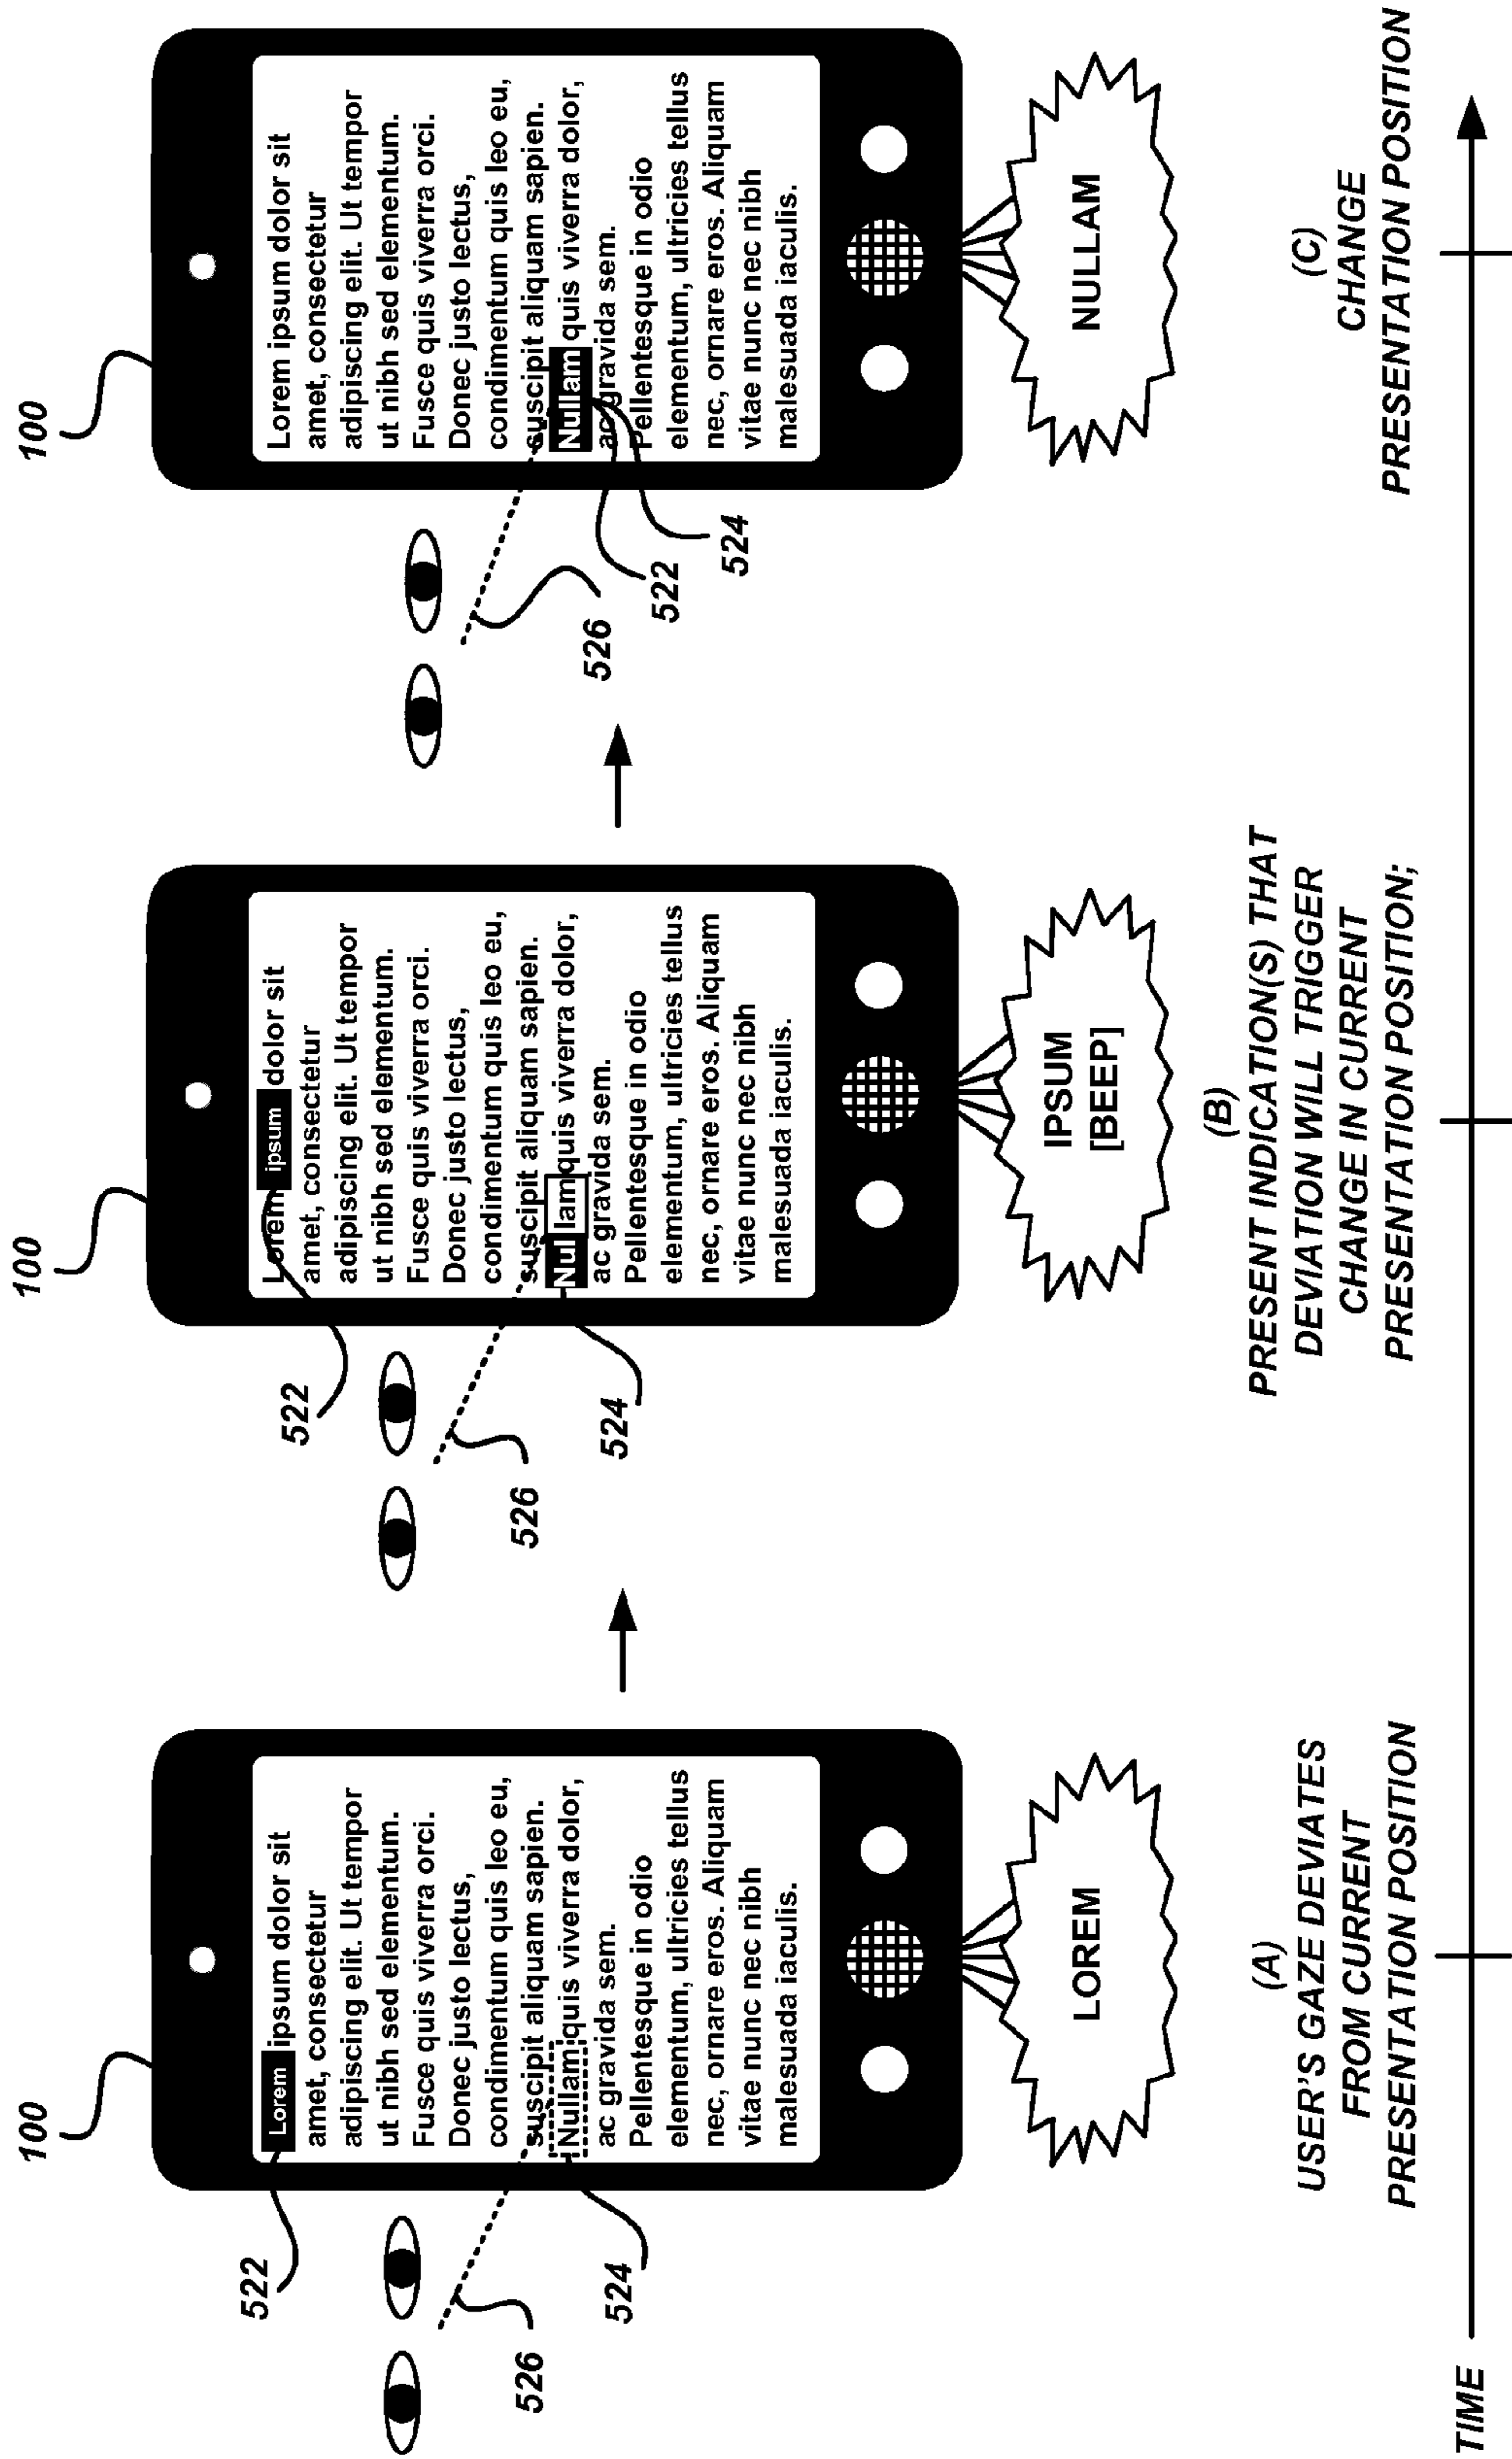 100
Lorem ipsum dolor sit
amet, consectetur
adipiscing elit. Ut tempor
ut nibh sed elementum.
Fusce quis viverra orci.
Donec justo lectus,
condimentum quis leo eu,
suscipit aliquam sapien.
Nullam quis viverra dolor,
ac gravida sem.
Pellentesque in odio
elementum, ultricies tellus
nec, ornare eros. Aliquam
vitae nunc nec nibh
malesuada iaculis.
522
526
524
LOREM
(A)
USER'S GAZE DEVIATES
FROM CURRENT
PRESENTATION POSITION
100
Lorem ipsum dolor sit
amet, consectetur
adipiscing elit. Ut tempor
ut nibh sed elementum.
Fusce quis viverra orci.
Donec justo lectus,
condimentum quis leo eu,
suscipit aliquam sapien.
Nullam quis viverra dolor,
ac gravida sem.
Pellentesque in odio
elementum, ultricies tellus
nec, ornare eros. Aliquam
vitae nunc nec nibh
malesuada iaculis.
522
526
524
IPSUM
[BEEP]
(B)
PRESENT INDICATION(S) THAT
DEVIATION WILL TRIGGER
CHANGE IN CURRENT
PRESENTATION POSITION;
100
Lorem ipsum dolor sit
amet, consectetur
adipiscing elit. Ut tempor
ut nibh sed elementum.
Fusce quis viverra orci.
Donec justo lectus,
condimentum quis leo eu,
suscipit aliquam sapien.
Nullam quis viverra dolor,
ac gravida sem.
Pellentesque in odio
elementum, ultricies tellus
nec, ornare eros. Aliquam
vitae nunc nec nibh
malesuada iaculis.
526
522
524
NULLAM
(C)
CHANGE
PRESENTATION POSITION
TIME